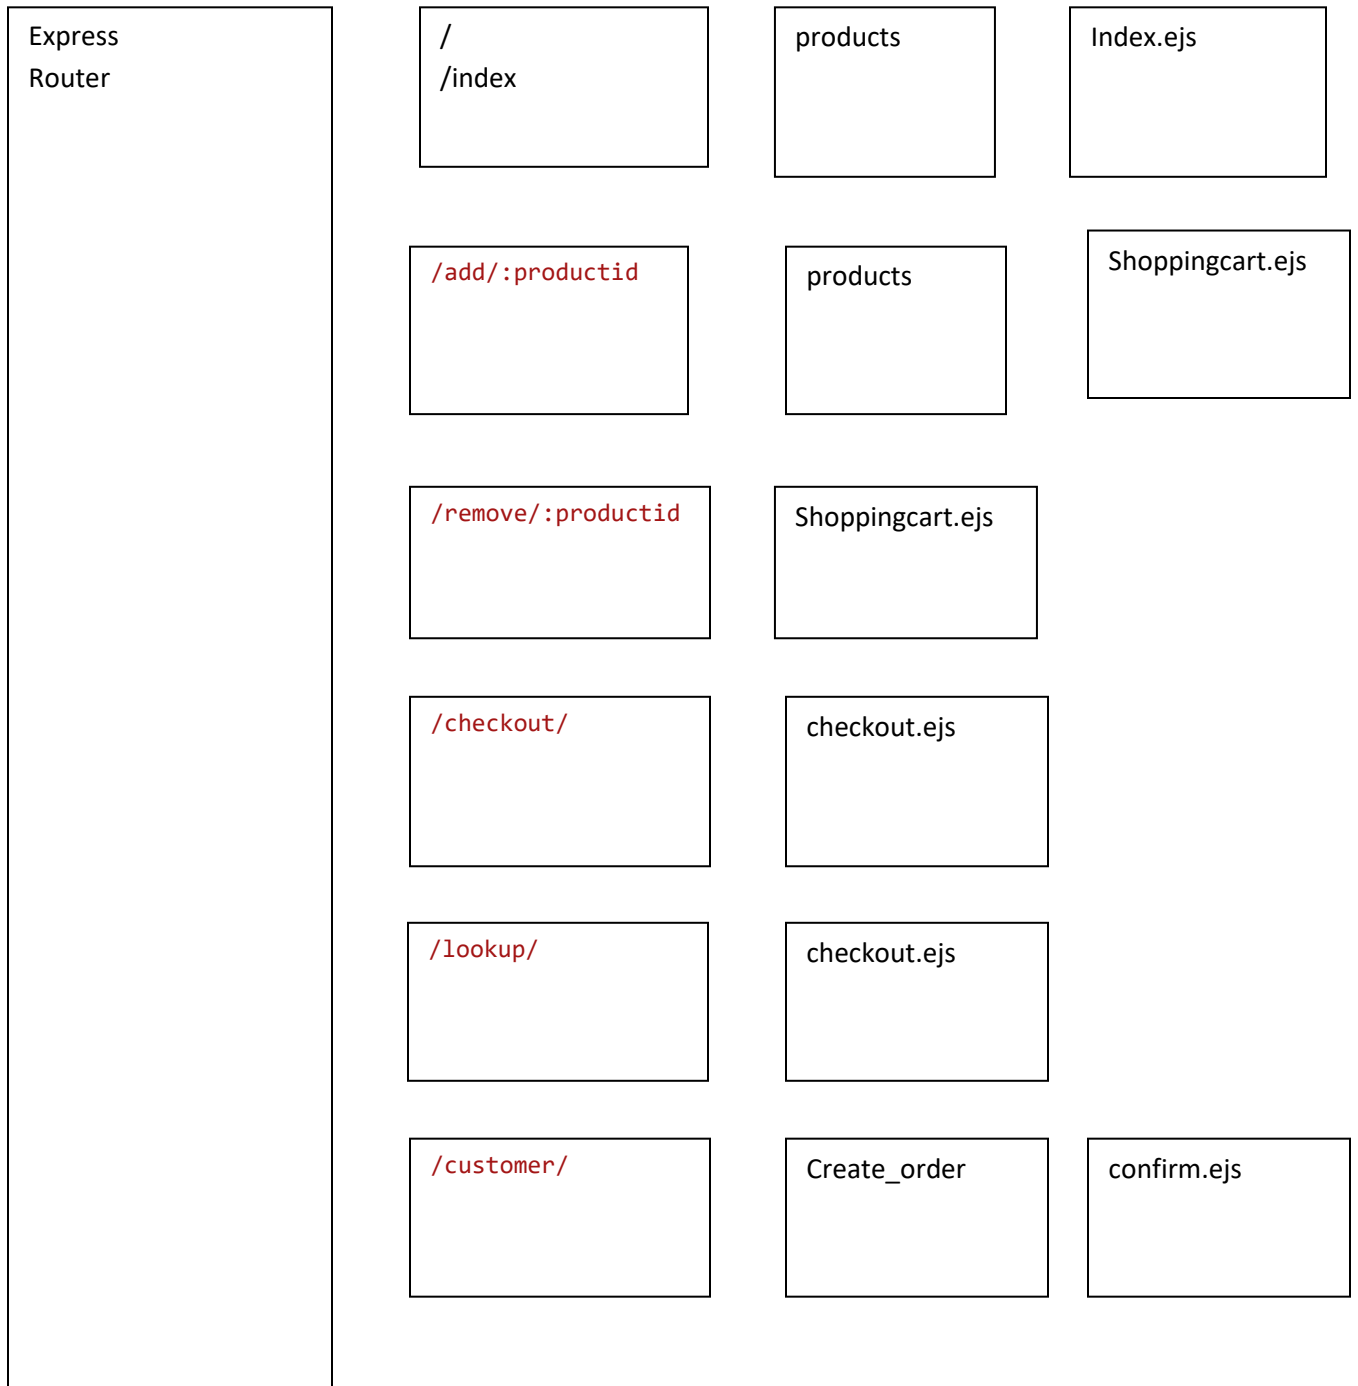 Express
Router
/
/index
products
Index.ejs
/add/:productid
products
Shoppingcart.ejs
/remove/:productid
Shoppingcart.ejs
/checkout/
checkout.ejs
/lookup/
checkout.ejs
/customer/
Create_order
confirm.ejs